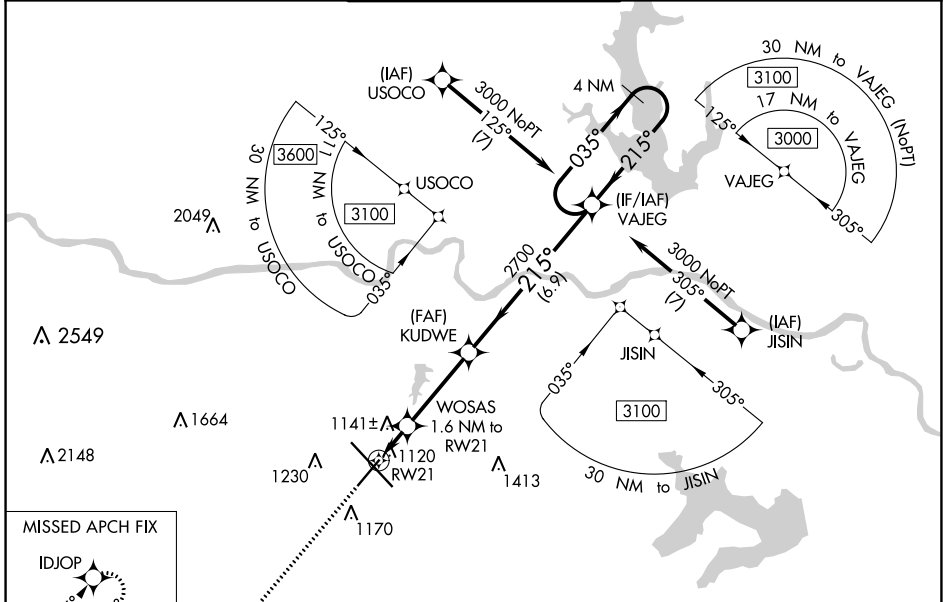 (IAF)
USOCO
3000 NoPT
125°
(7)
4 NM
035°
215°
(IF/IAF)
VAJEG
30 NM to VAJEG (NoPT)
3100
17 NM to VAJEG
3000
125°
VAJEG
305°
125°
3600
11 NM to USOCO
3100
USOCO
30 NM to USOCO
035°
2049
2700
215°
(6.9)
3000 NoPT
305°
(7)
(IAF)
JISIN
(FAF)
KUDWE
2549
JISIN
035°
305°
3100
30 NM to JISIN
1664
WOSAS
1.6 NM to
RW21
1141±
1120
RW21
2148
1230
1413
1170
MISSED APCH FIX
IDJOP